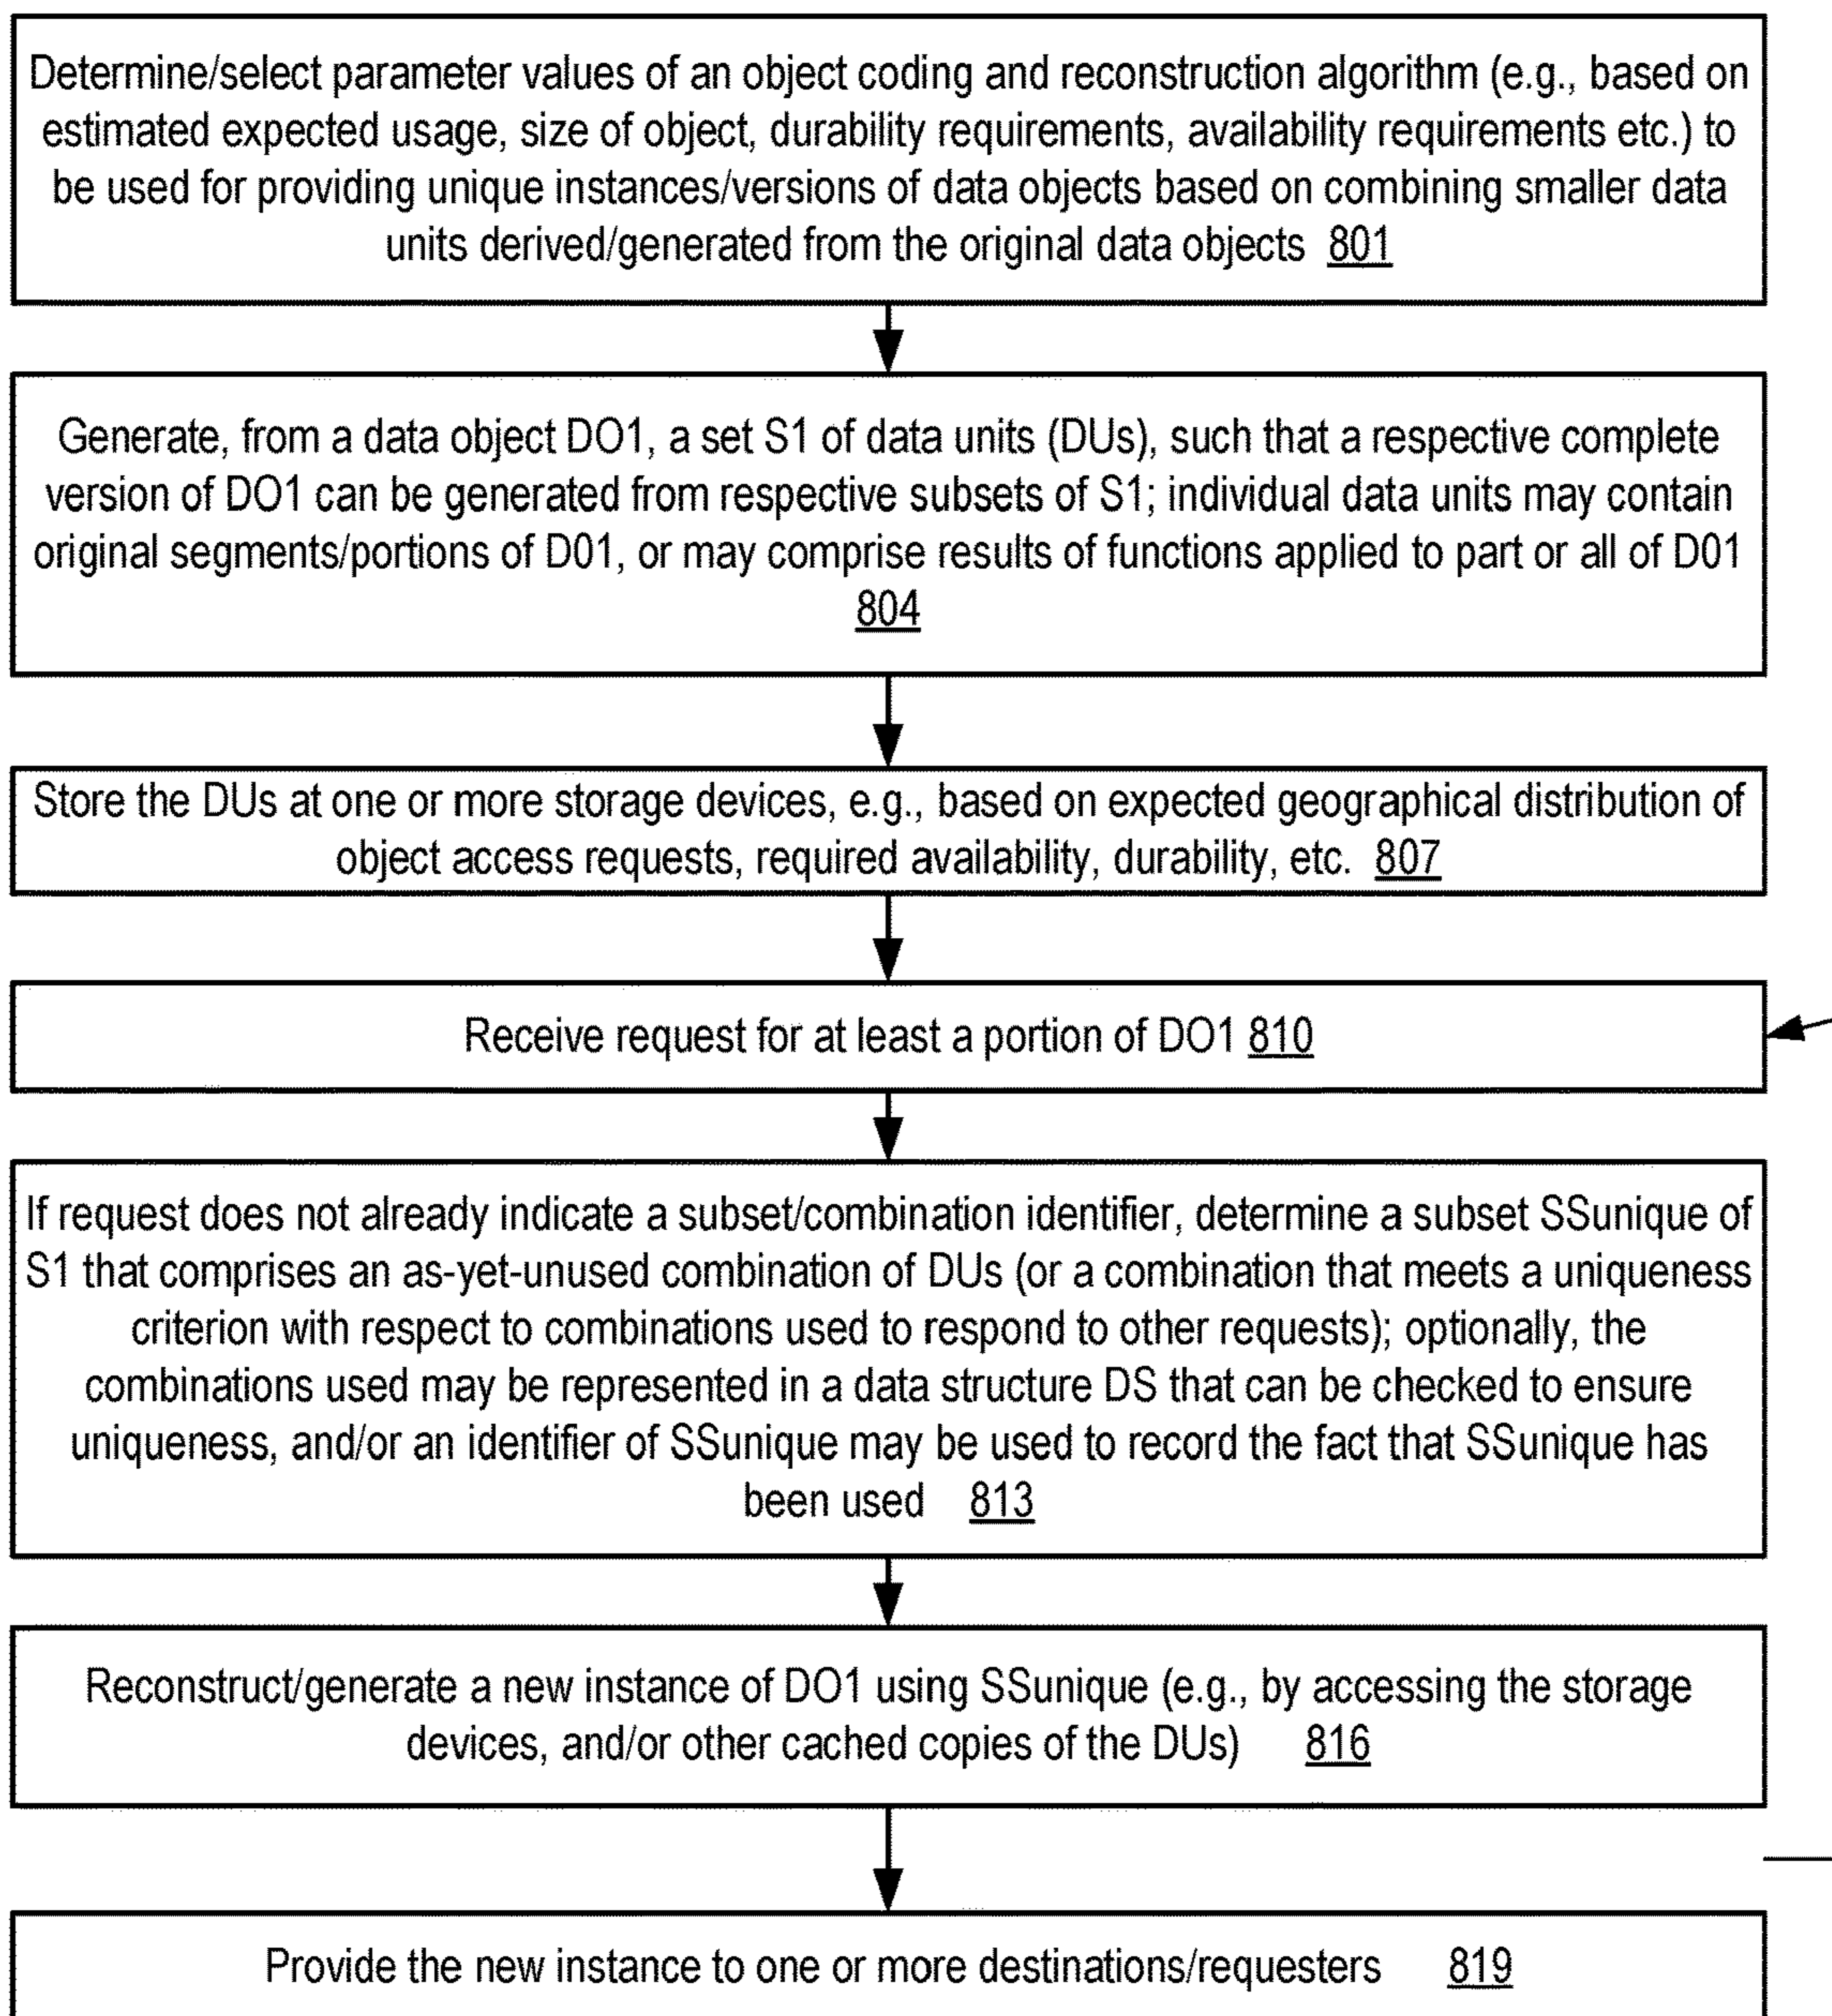 Determine/select parameter values of an object coding and reconstruction algorithm (e.g., based on
estimated expected usage, size of object, durability requirements, availability requirements etc.) to
be used for providing unique instances/versions of data objects based on combining smaller data
units derived/generated from the original data objects 801
Generate, from a data object DO1, a set S1 of data units (DUs), such that a respective complete
version of DO1 can be generated from respective subsets of S1; individual data units may contain
original segments/portions of D01, or may comprise results of functions applied to part or all of D01
804
Store the DUs at one or more storage devices, e.g., based on expected geographical distribution of
object access requests, required availability, durability, etc. 807
Receive request for at least a portion of DO1 810
If request does not already indicate a subset/combination identifier, determine a subset SSunique of
S1 that comprises an as-yet-unused combination of DUs (or a combination that meets a uniqueness
criterion with respect to combinations used to respond to other requests); optionally, the
combinations used may be represented in a data structure DS that can be checked to ensure
uniqueness, and/or an identifier of SSunique may be used to record the fact that SSunique has
been used 813
Reconstruct/generate a new instance of DO1 using SSunique (e.g., by accessing the storage
devices, and/or other cached copies of the DUs) 816
Provide the new instance to one or more destinations/requesters 819